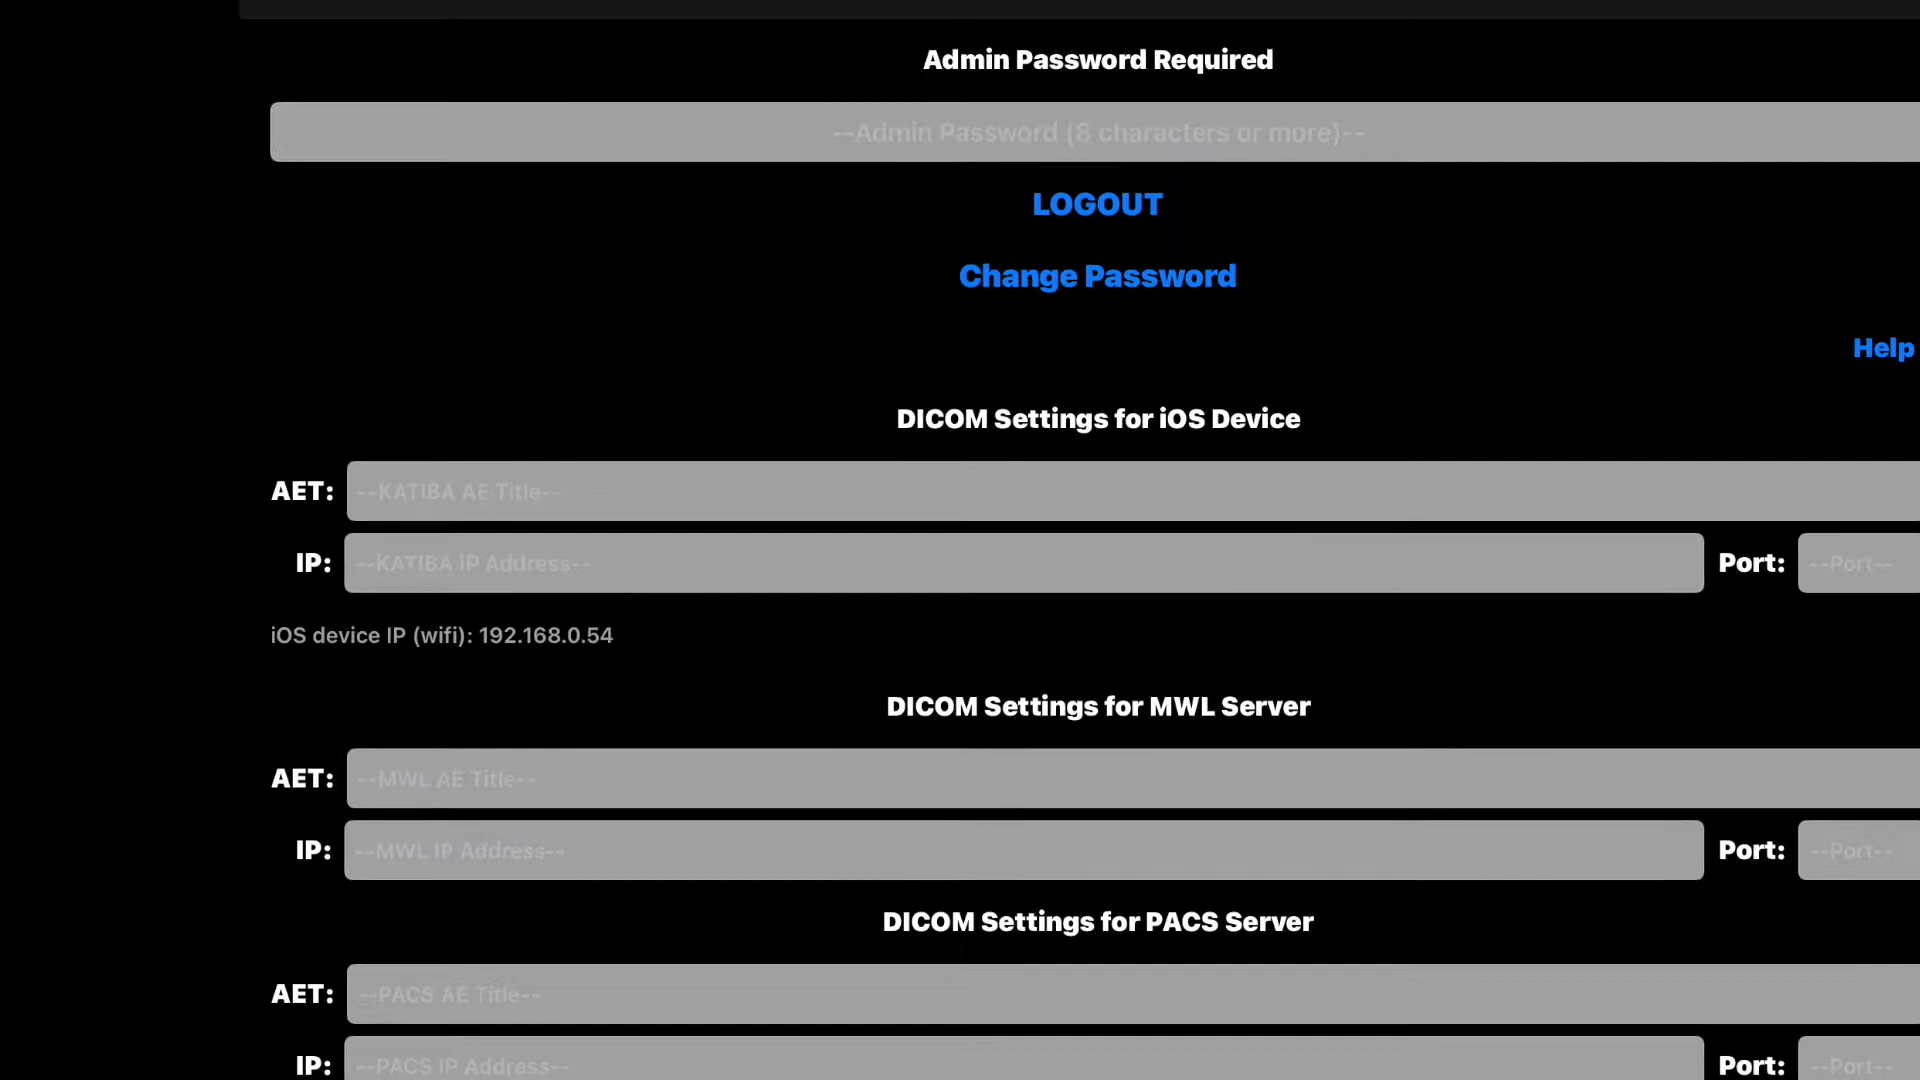 Admin Password Required
--Admin Password (8 characters or more)--
LOGOUT
Change Password
Help
DICOM Settings for iOS Device
AET: --KATIBA AE Title--
IP: --KATIBA IP Address-- Port: --Port--
iOS device IP (wifi): 192.168.0.54
DICOM Settings for MWL Server
AET: --MWL AE Title--
IP: --MWL IP Address-- Port: --Port--
DICOM Settings for PACS Server
AET: --PACS AE Title--
IP: --PACS IP Address-- Port: --Port--